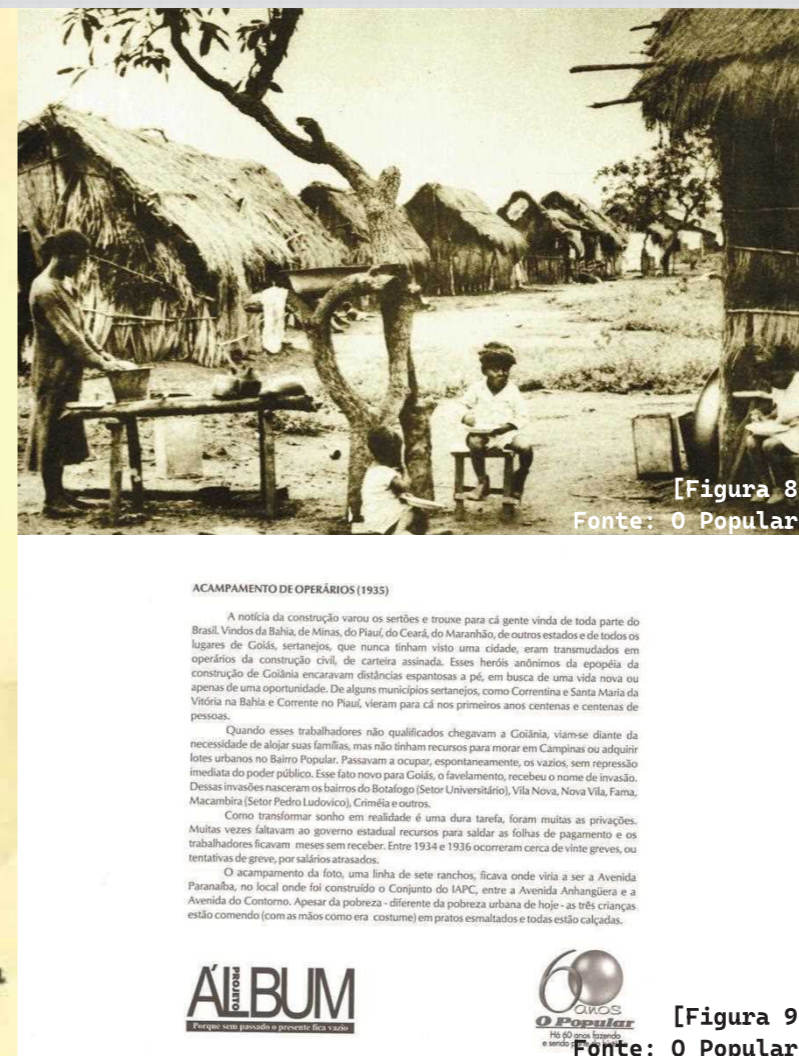 [Figura 8
Fonte: O Popular
ACAMPAMENTO DE OPERÁRIOS (1935)
A notícia da construção varou os sertões e trouxe para cá gente vinda de toda parte do
Brasil. Vindos da Bahia, de Minas, do Piauí, do Ceará, do Maranhão, de outros estados e de todos os
lugares de Goiás, sertanejos, que nunca tinham visto uma cidade, eram transmudados em
operários da construção civil, de carteira assinada. Esses heróis anônimos da epopéia da
construção de Goiânia encaravam distâncias espantosas a pé, em busca de uma vida nova ou
apenas de uma oportunidade. De alguns municípios sertanejos, como Correntina e Santa Maria da
Vitória na Bahia e Corrente no Piauí, vieram para cá nos primeiros anos centenas e centenas de
pessoas.
Quando esses trabalhadores não qualificados chegavam a Goiânia, viam-se diante da
necessidade de alojar suas famílias, mas não tinham recursos para morar em Campinas ou adquirir
lotes urbanos no Bairro Popular. Passavam a ocupar, espontaneamente, os vazios, sem repressão
imediata do poder público. Esse fato novo para Goiás, o favelamento, recebeu o nome de invasão.
Dessas invasões nasceram os bairros do Botafogo (Setor Universitário), Vila Nova, Nova Vila, Fama,
Macambira (Setor Pedro Ludovico), Criméia e outros.
Como transformar sonho em realidade é uma dura tarefa, foram muitas as privações.
Muitas vezes faltavam ao governo estadual recursos para saldar as folhas de pagamento e os
trabalhadores ficavam meses sem receber. Entre 1934 e 1936 ocorreram cerca de vinte greves, ou
tentativas de greve, por salários atrasados.
O acampamento da foto, uma linha de sete ranchos, ficava onde viria a ser a Avenida
Paranaíba, no local onde foi construído o Conjunto do IAPC, entre a Avenida Anhangüera e a
Avenida do Contorno. Apesar da pobreza - diferente da pobreza urbana de hoje - as três crianças
estão comendo (com as mãos como era costume) em pratos esmaltados e todas estão calçadas.
PROJETO
ÁLBUM
Porque sem passado o presente fica vazio
60
anos
O Popular
Há 60 anos fazendo
e sendo
[Figura 9
Fonte: O Popular